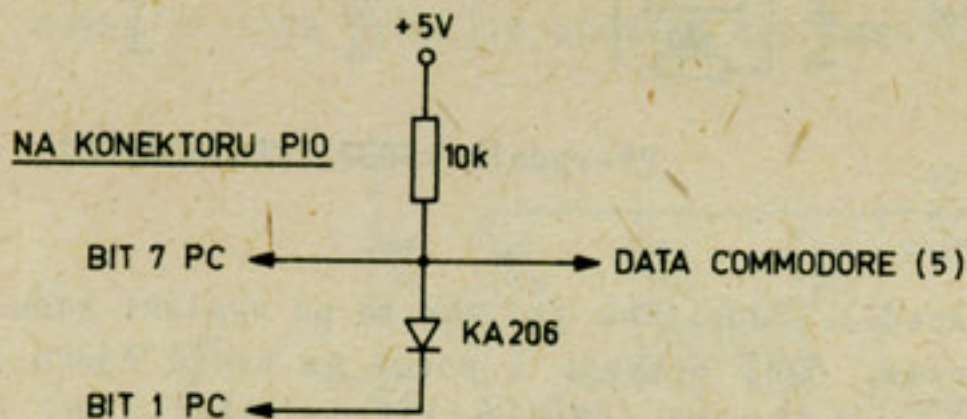 +5V
NA KONEKTORU PIO
10k
BIT 7 PC
DATA COMMODORE (5)
KA206
BIT 1 PC